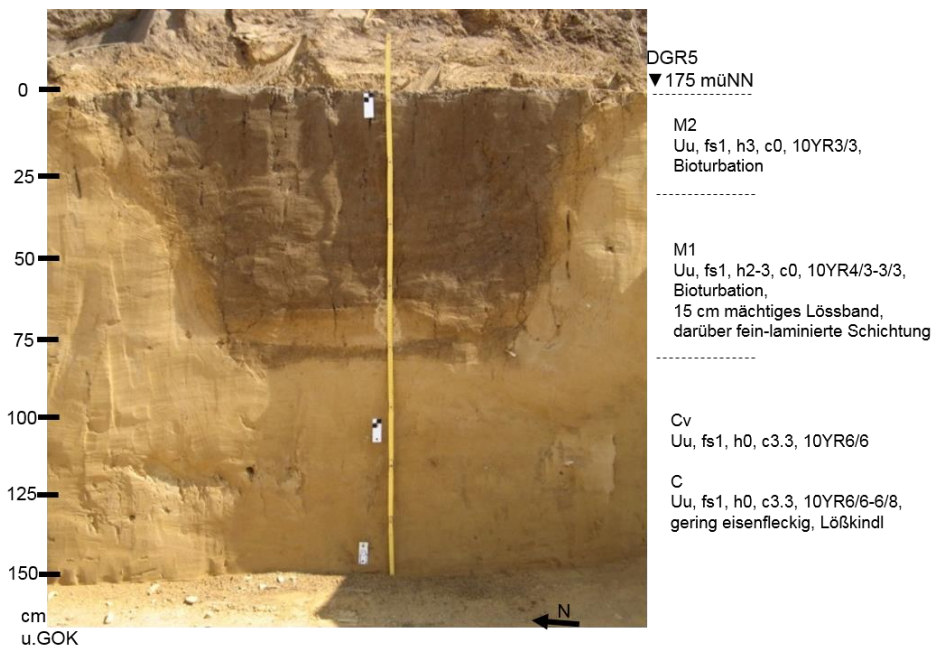 DGR5
▼175 müNN
0
25
50
75
100
125
150
cm
u.GOK
M2
Uu, fs1, h3, c0, 10YR3/3,
Bioturbation
M1
Uu, fs1, h2-3, c0, 10YR4/3-3/3,
Bioturbation,
15 cm mächtiges Lössband,
darüber fein-laminierte Schichtung
Cv
Uu, fs1, h0, c3.3, 10YR6/6
C
Uu, fs1, h0, c3.3, 10YR6/6-6/8,
gering eisenfleckig, Lößkindl
N